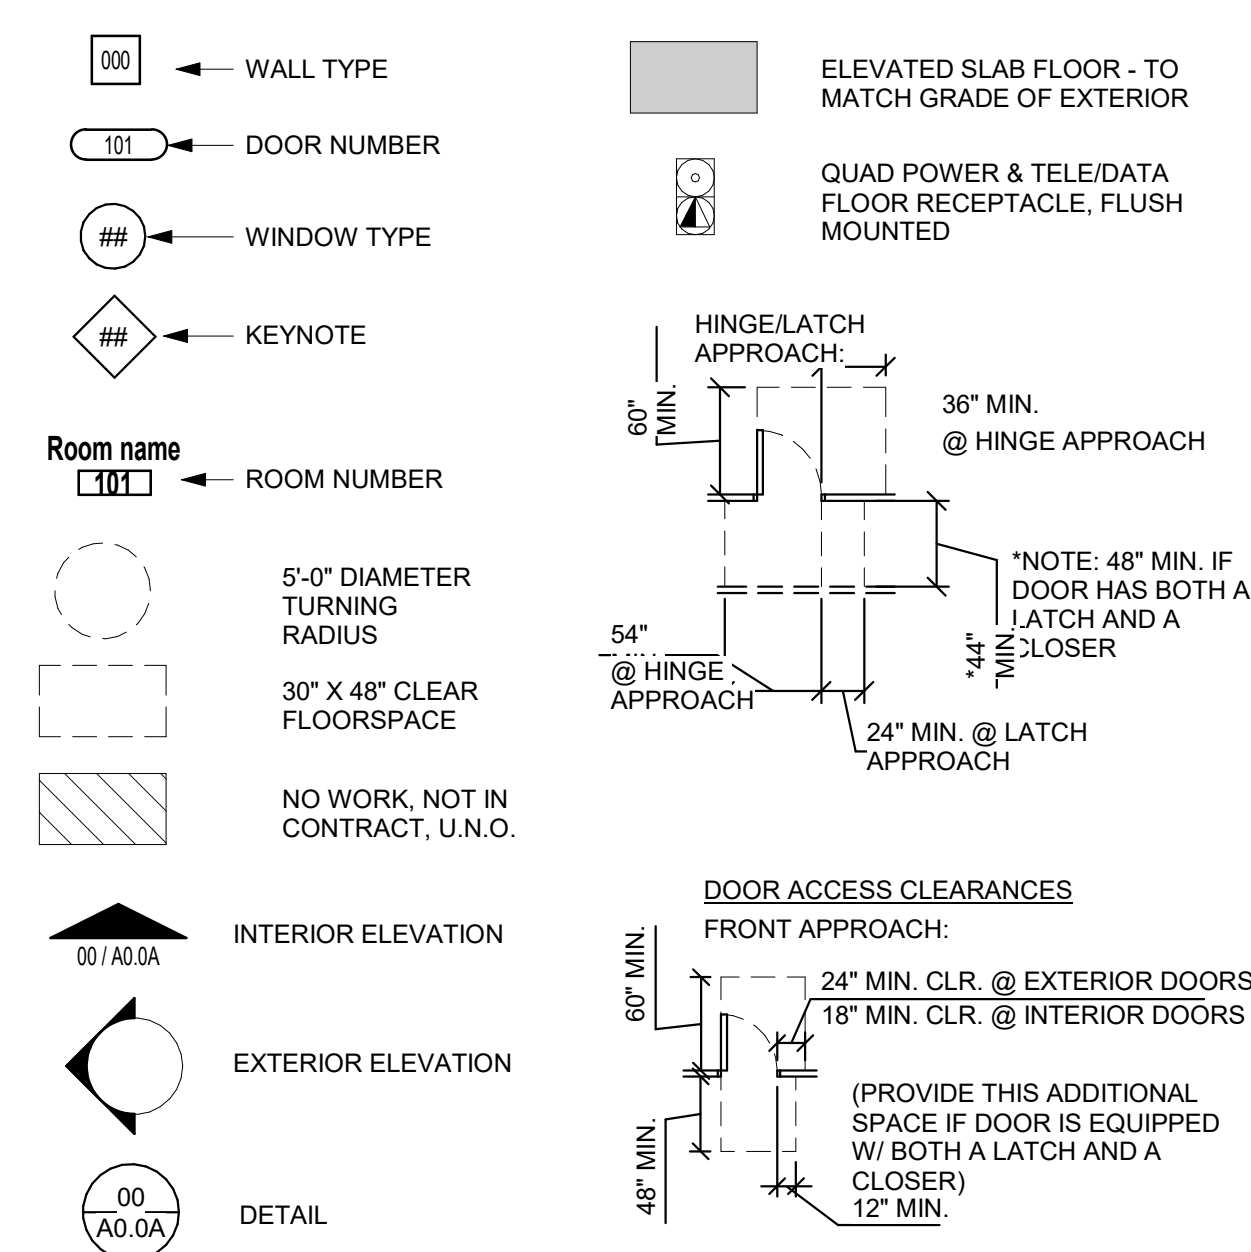 000
WALL TYPE
101
DOOR NUMBER
##
WINDOW TYPE
##
KEYNOTE
Room name
101
ROOM NUMBER
5'-0" DIAMETER
TURNING
RADIUS
30" X 48" CLEAR
FLOORSPACE
NO WORK, NOT IN
CONTRACT, U.N.O.
00 / A0.0A
INTERIOR ELEVATION
EXTERIOR ELEVATION
00
A0.0A
DETAIL
ELEVATED SLAB FLOOR - TO
MATCH GRADE OF EXTERIOR
QUAD POWER & TELE/DATA
FLOOR RECEPTACLE, FLUSH
MOUNTED
HINGE/LATCH
APPROACH:
60"
MIN.
36" MIN.
@ HINGE APPROACH
*NOTE: 48" MIN. IF
DOOR HAS BOTH A
LATCH AND A
CLOSER
*44"
MIN.
54"
@ HINGE
APPROACH
24" MIN. @ LATCH
APPROACH
DOOR ACCESS CLEARANCES
FRONT APPROACH:
60" MIN.
24" MIN. CLR. @ EXTERIOR DOORS
18" MIN. CLR. @ INTERIOR DOORS
(PROVIDE THIS ADDITIONAL
SPACE IF DOOR IS EQUIPPED
W/ BOTH A LATCH AND A
CLOSER)
12" MIN.
48" MIN.